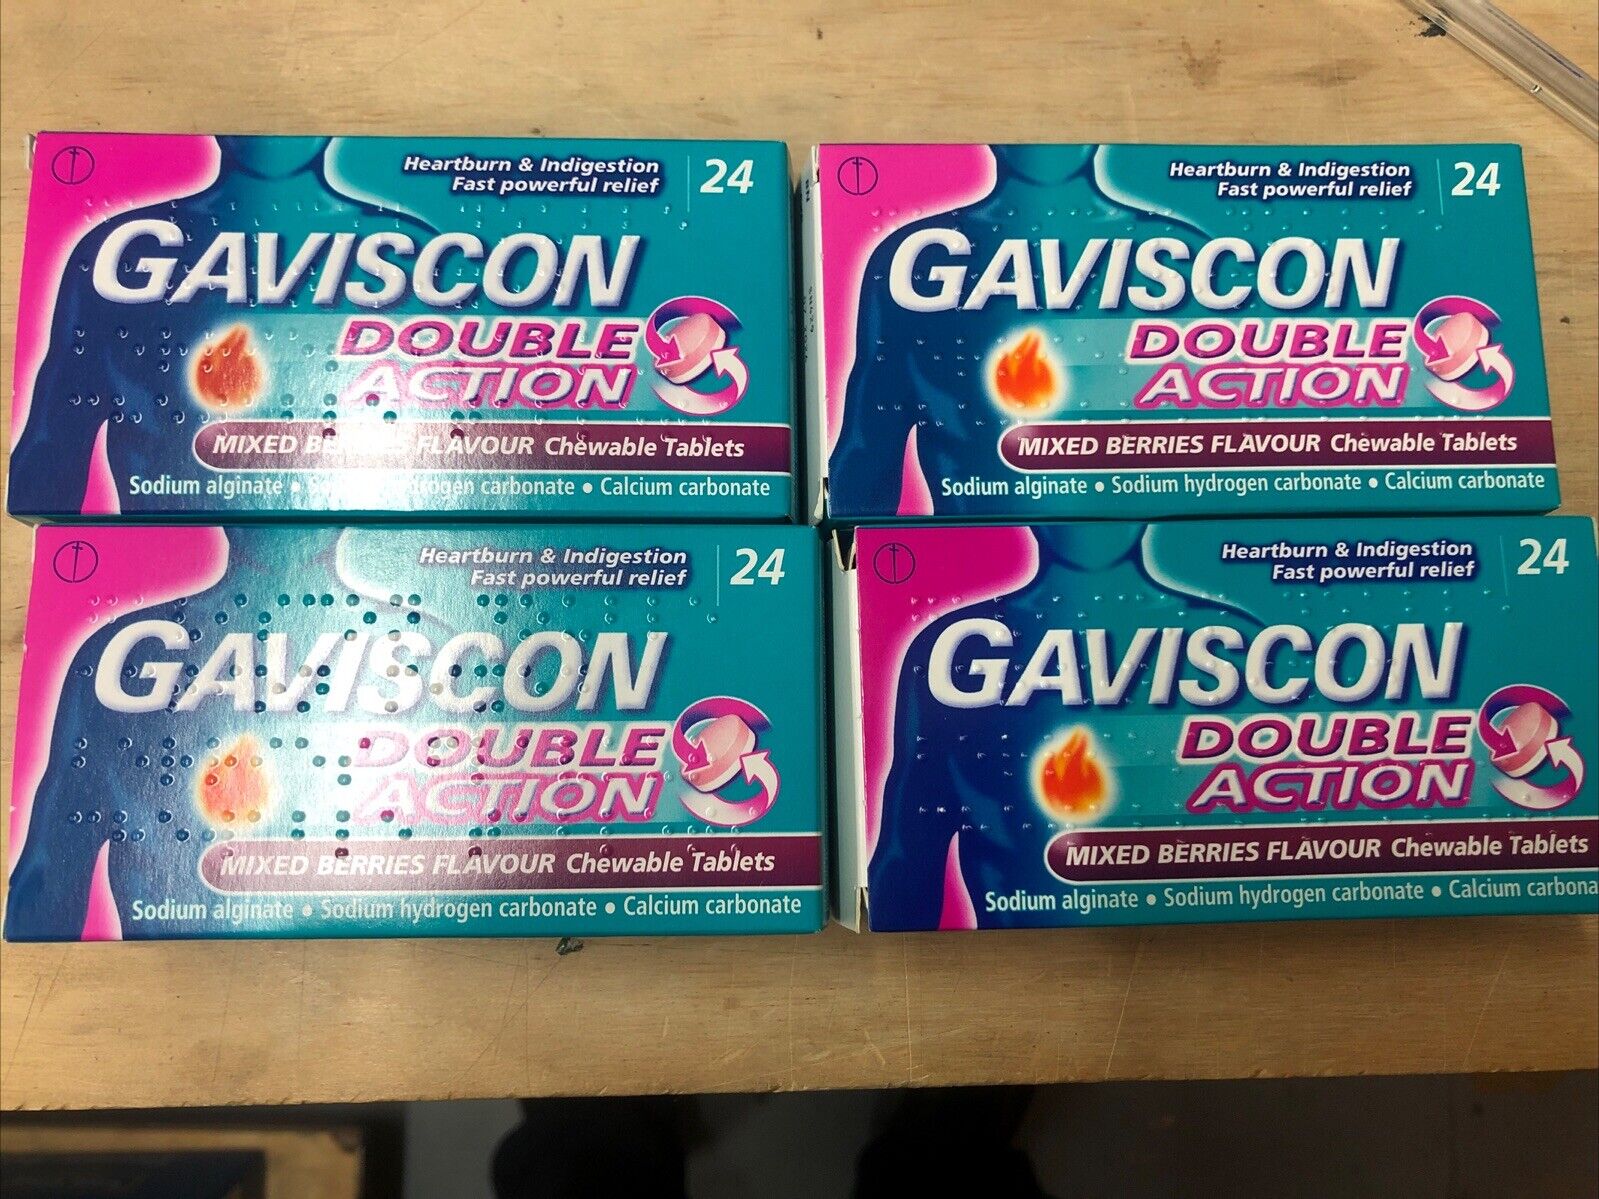 Heartburn & Indigestion
Fast powerful relief
24
GAVISCON
DOUBLE
ACTION
MIXED BERRIES FLAVOUR Chewable Tablets
Sodium alginate • Sodium hydrogen carbonate • Calcium carbonate
Heartburn & Indigestion
Fast powerful relief
24
GAVISCON
DOUBLE
ACTION
MIXED BERRIES FLAVOUR Chewable Tablets
Sodium alginate • Sodium hydrogen carbonate • Calcium carbonate
Heartburn & Indigestion
Fast powerful relief
24
GAVISCON
DOUBLE
ACTION
MIXED BERRIES FLAVOUR Chewable Tablets
Sodium alginate • Sodium hydrogen carbonate • Calcium carbonate
Heartburn & Indigestion
Fast powerful relief
24
GAVISCON
DOUBLE
ACTION
MIXED BERRIES FLAVOUR Chewable Tablets
Sodium alginate • Sodium hydrogen carbonate • Calcium carbona